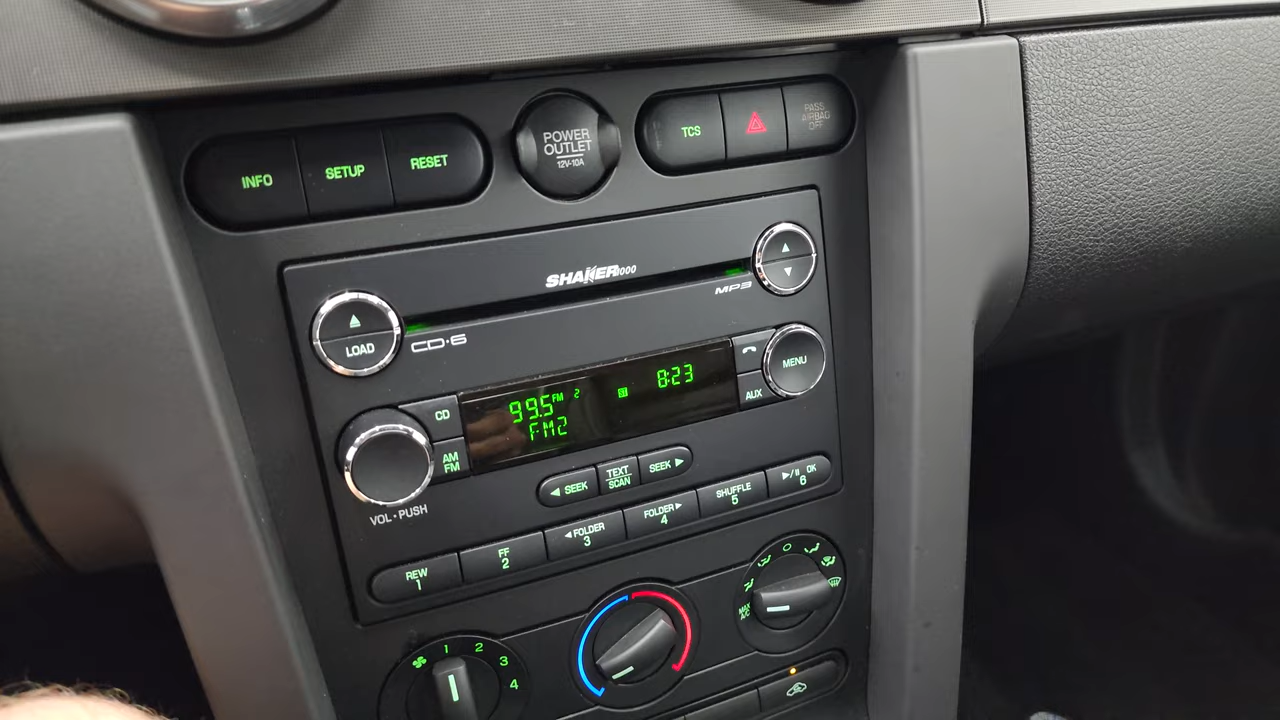 INFO
SETUP
RESET
POWER
OUTLET
12V-10A
TCS
PASS
AIRBAG
OFF
SHAKER 1000
MP3
LOAD
CD•6
MENU
CD
99.5 FM 2
ST
8:23
FM2
AUX
AM
FM
SEEK
TEXT
SCAN
SEEK
VOL•PUSH
REW
1
FF
2
FOLDER
3
FOLDER
4
SHUFFLE
5
OK
6
1
2
3
4
MAX
A/C